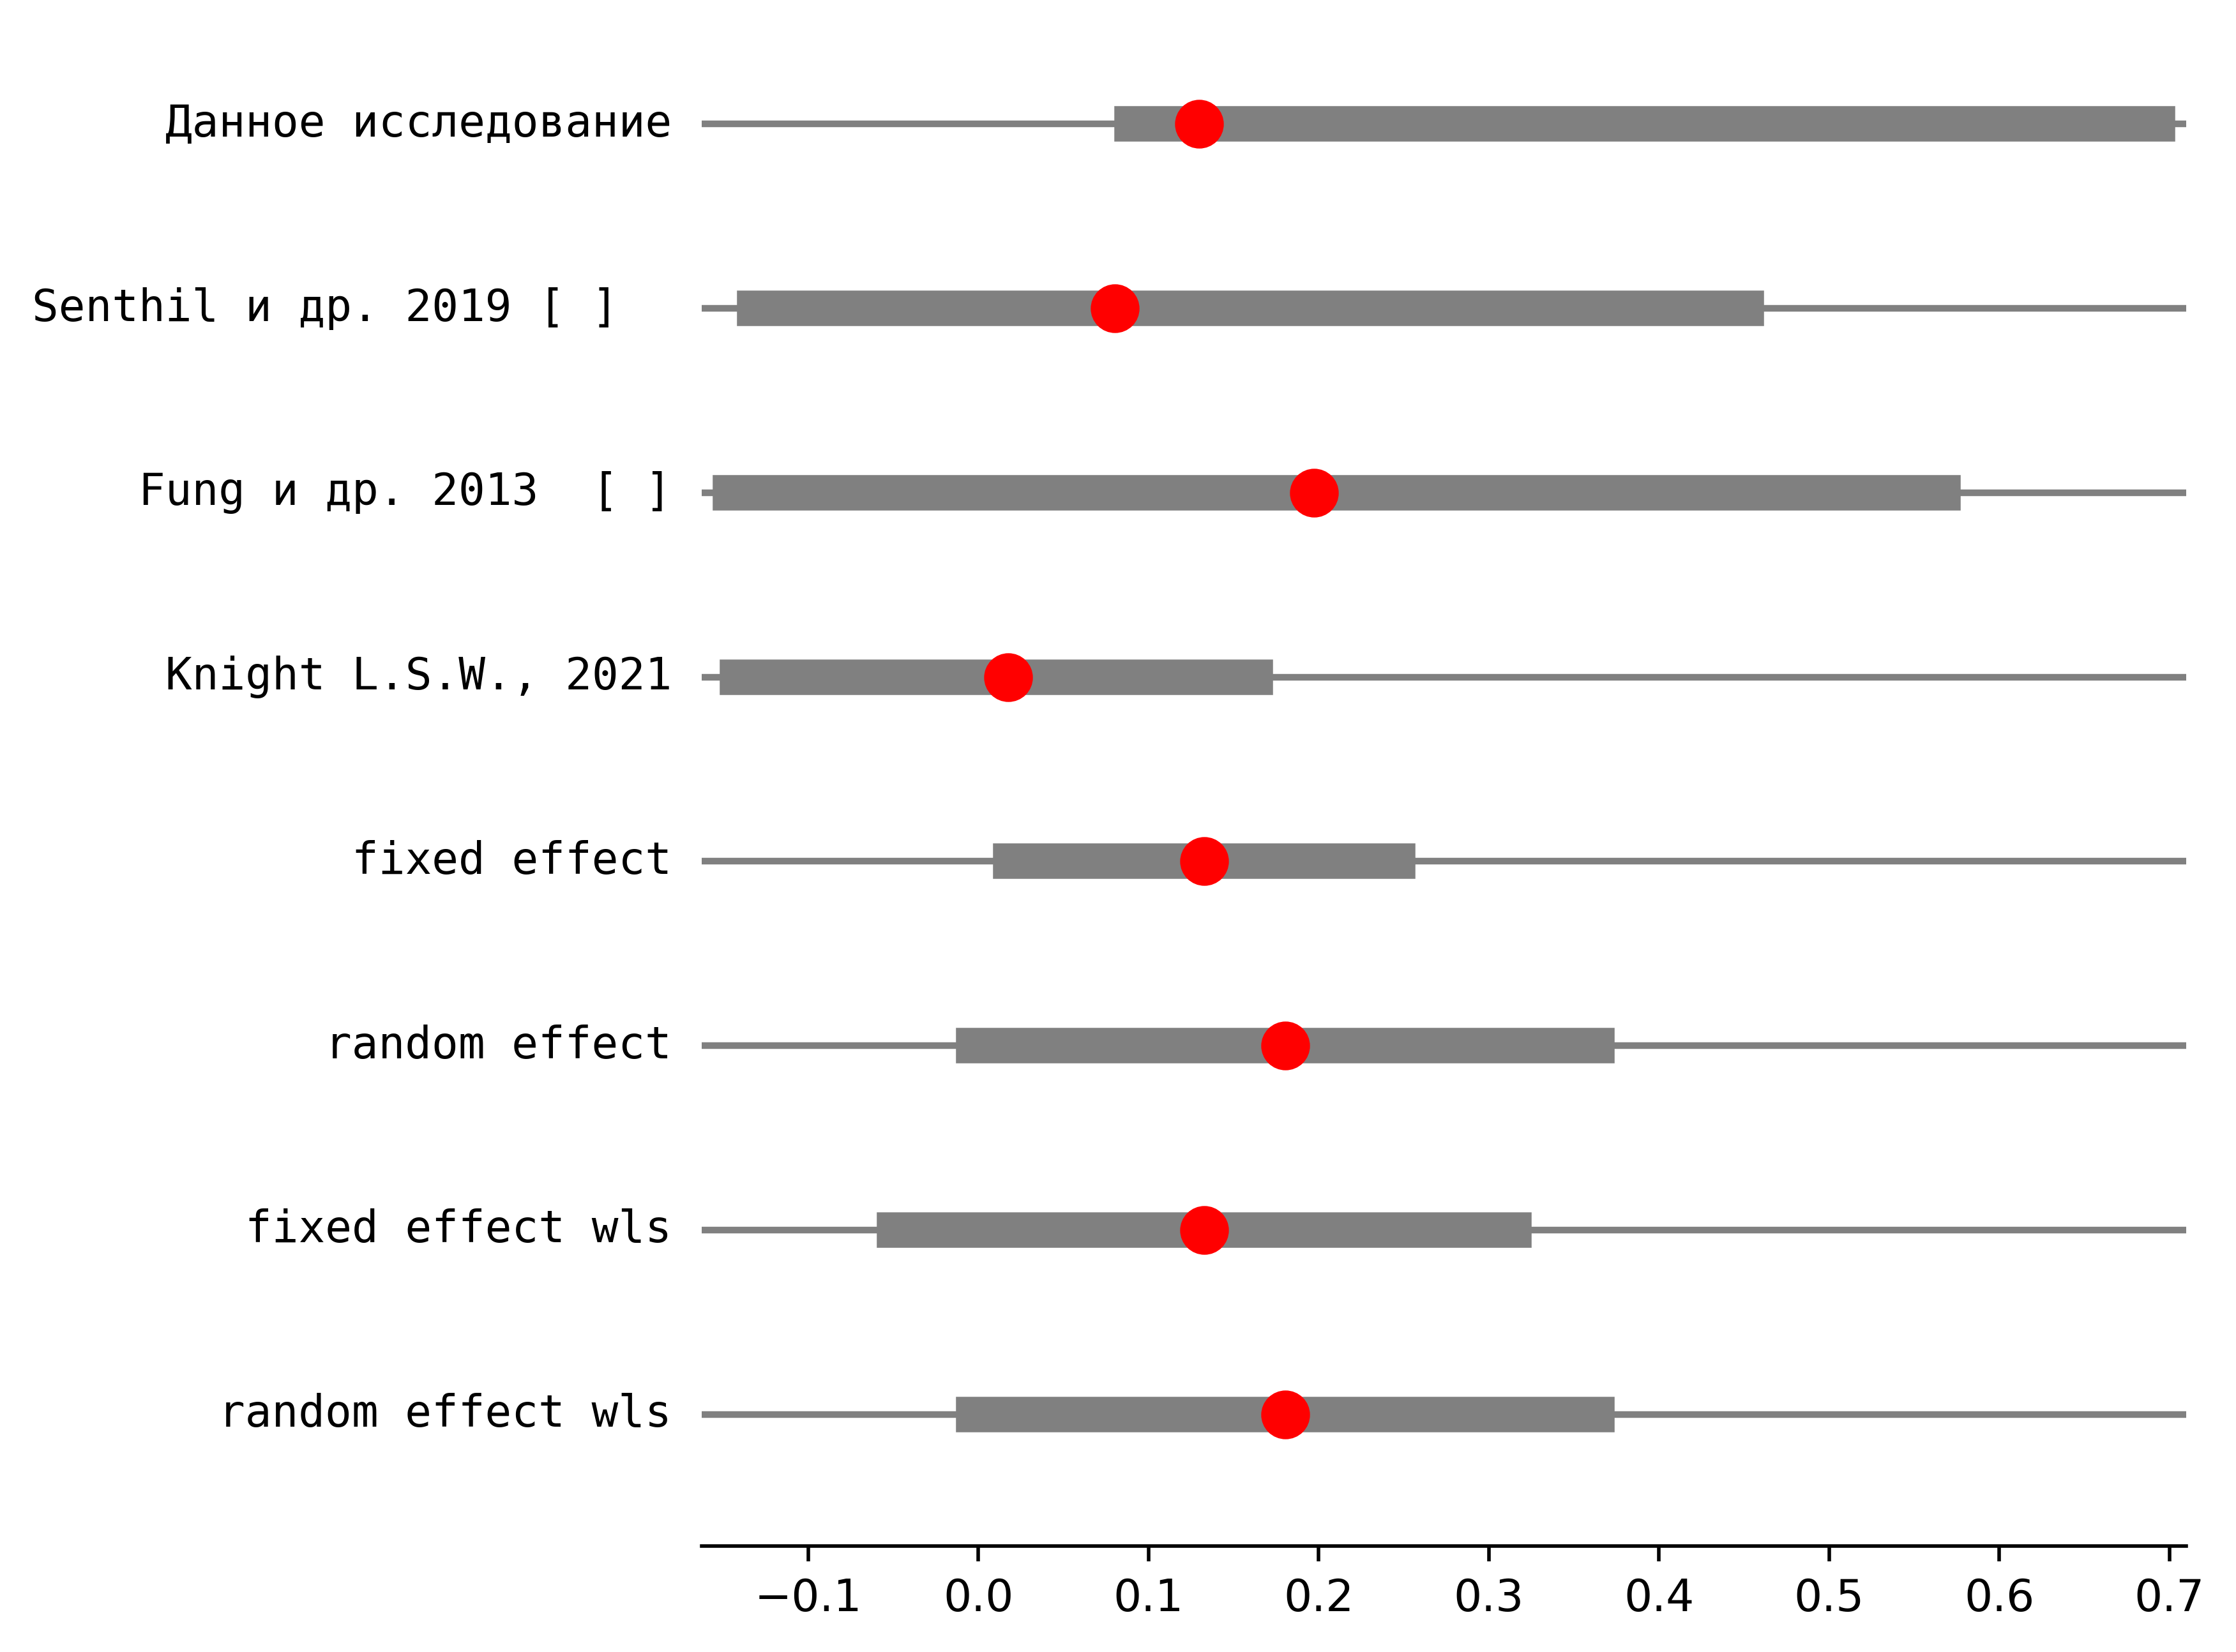 Данное исследование
Senthil и др. 2019 [ ]
Fung и др. 2013  [ ]
Knight L.S.W., 2021
fixed effect
random effect
fixed effect wls
random effect wls
−0.1 0.0 0.1 0.2 0.3 0.4 0.5 0.6 0.7